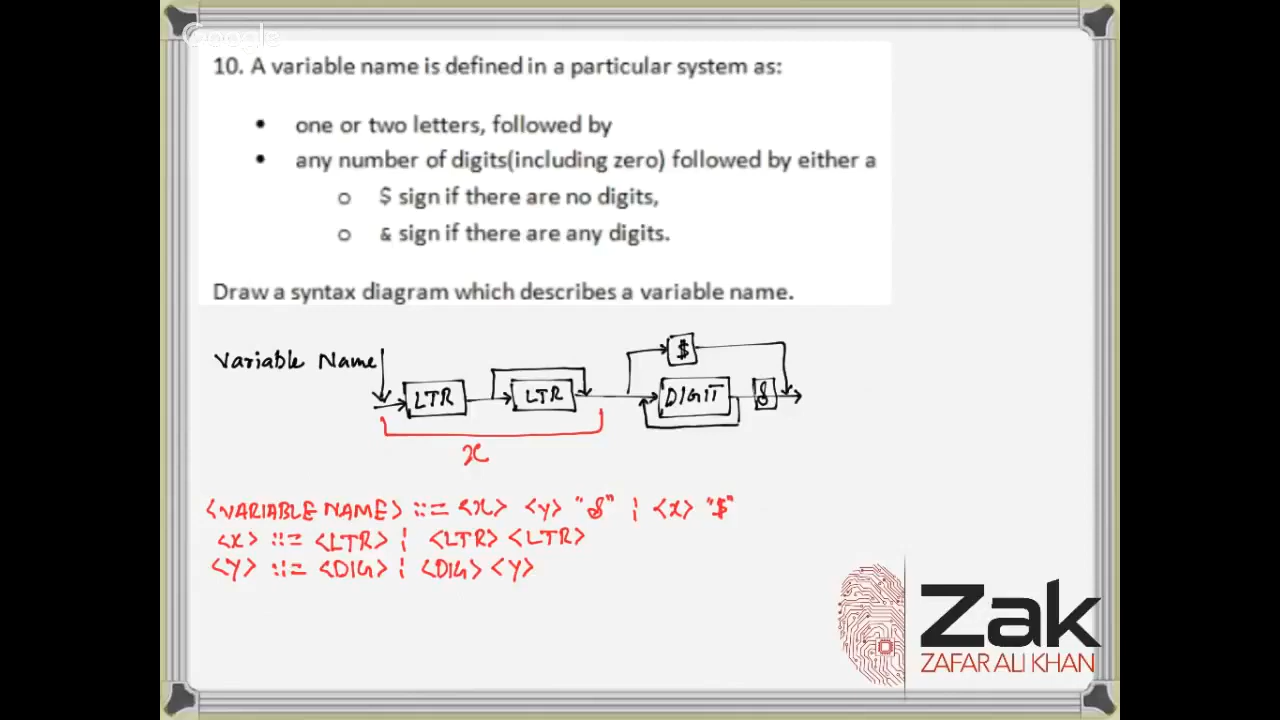 Google
10. A variable name is defined in a particular system as:
• one or two letters, followed by
• any number of digits(including zero) followed by either a
o $ sign if there are no digits,
o & sign if there are any digits.
Draw a syntax diagram which describes a variable name.
Variable Name
$
LTR LTR DIGIT &
x
<VARIABLE NAME> ::= <x> <y> "&" | <x> "$"
<x> ::= <LTR> | <LTR> <LTR>
<y> ::= <DIG> | <DIG> <y>
Zak
ZAFAR ALI KHAN